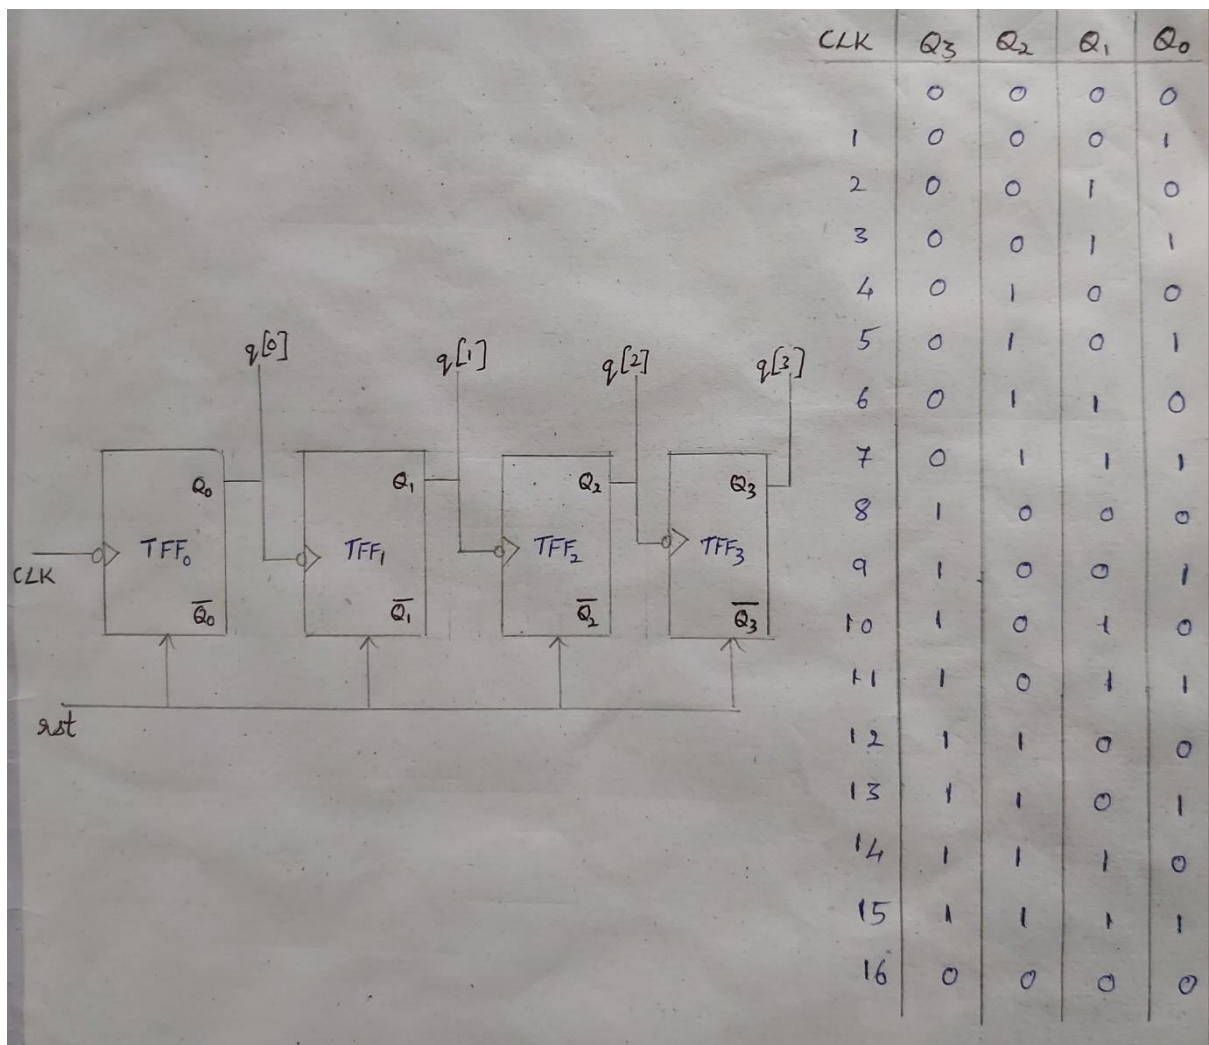 CLK Q3 Q2 Q1 Q0
0 0 0 0
1 0 0 0 1
2 0 0 1 0
3 0 0 1 1
4 0 1 0 0
5 0 1 0 1
6 0 1 1 0
7 0 1 1 1
8 1 0 0 0
9 1 0 0 1
10 1 0 1 0
11 1 0 1 1
12 1 1 0 0
13 1 1 0 1
14 1 1 1 0
15 1 1 1 1
16 0 0 0 0
q[0] q[1] q[2] q[3]
Q0 Q1 Q2 Q3
CLK TFF0 TFF1 TFF2 TFF3
Q̅0 Q̅1 Q̅2 Q̅3
rst